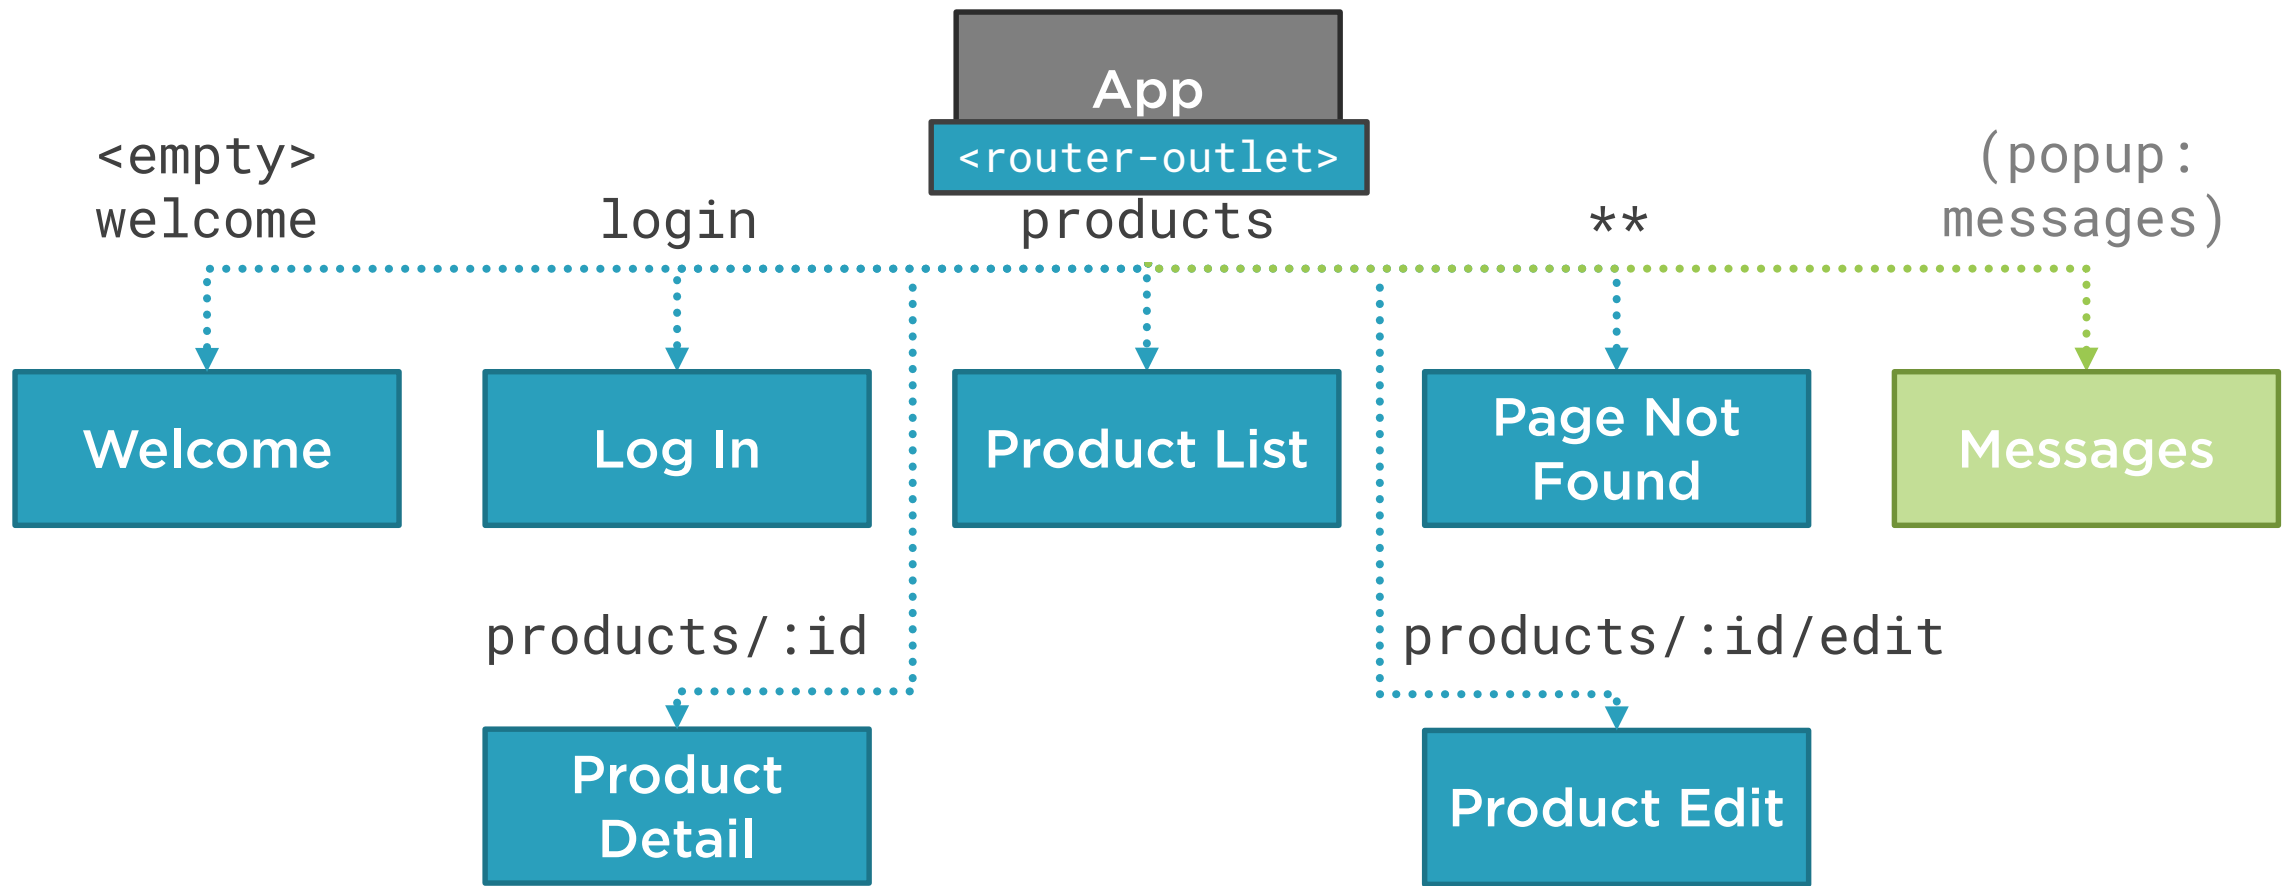 App
<router-outlet>
<empty>
welcome
login
products
**
(popup:
messages)
Welcome
Log In
Product List
Page Not
Found
Messages
products/:id
products/:id/edit
Product
Detail
Product Edit